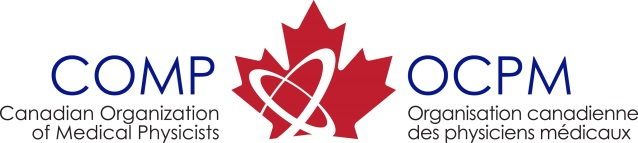 COMP
Canadian Organization
of Medical Physicists
OCPM
Organisation canadienne
des physiciens médicaux